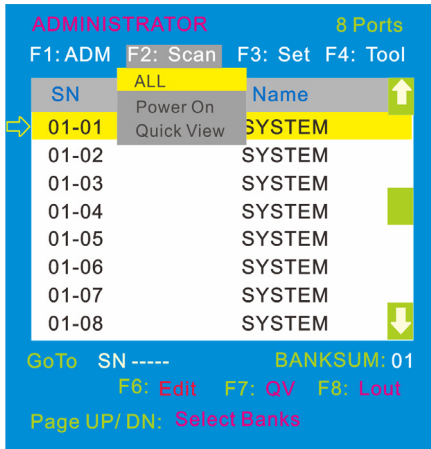 ADMINISTRATOR 8 Ports
F1: ADM F2: Scan F3: Set F4: Tool
SN Name
ALL
Power On
Quick View
01-01 SYSTEM
01-02 SYSTEM
01-03 SYSTEM
01-04 SYSTEM
01-05 SYSTEM
01-06 SYSTEM
01-07 SYSTEM
01-08 SYSTEM
GoTo SN ----- BANKSUM: 01
F6: Edit F7: QV F8: Lout
Page UP/ DN: Select Banks